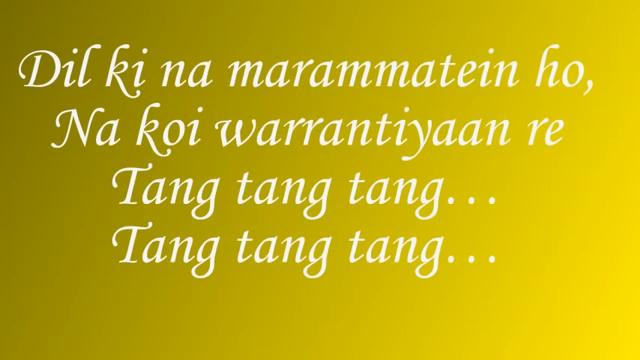 Dil ki na marammatein ho,
Na koi warrantiyaan re
Tang tang tang...
Tang tang tang...